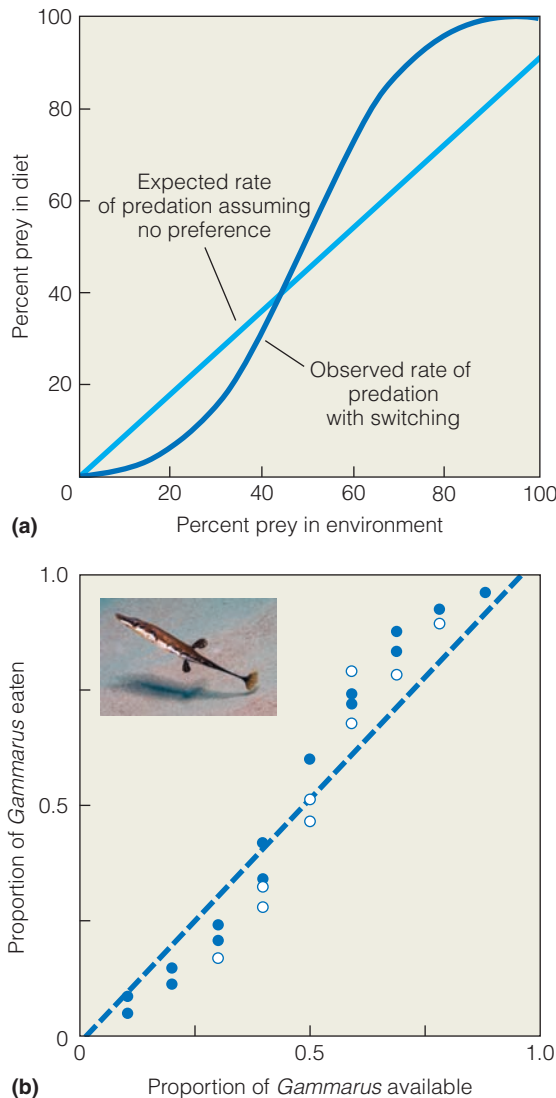 100
80
60
40
20
0
Percent prey in diet
Expected rate
of predation assuming
no preference
Observed rate of
predation
with switching
20
40
60
80
100
(a)
Percent prey in environment
1.0
0.5
0
Proportion of Gammarus eaten
0
0.5
1.0
(b)
Proportion of Gammarus available